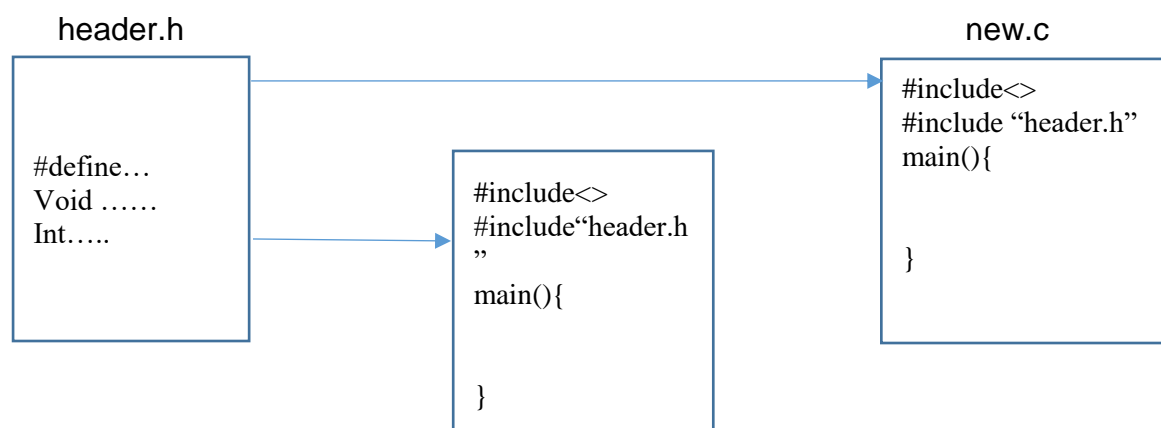 header.h
new.c
#define…
Void ……
Int…..
#include<>
#include“header.h
”
main(){
}
#include<>
#include “header.h”
main(){
}